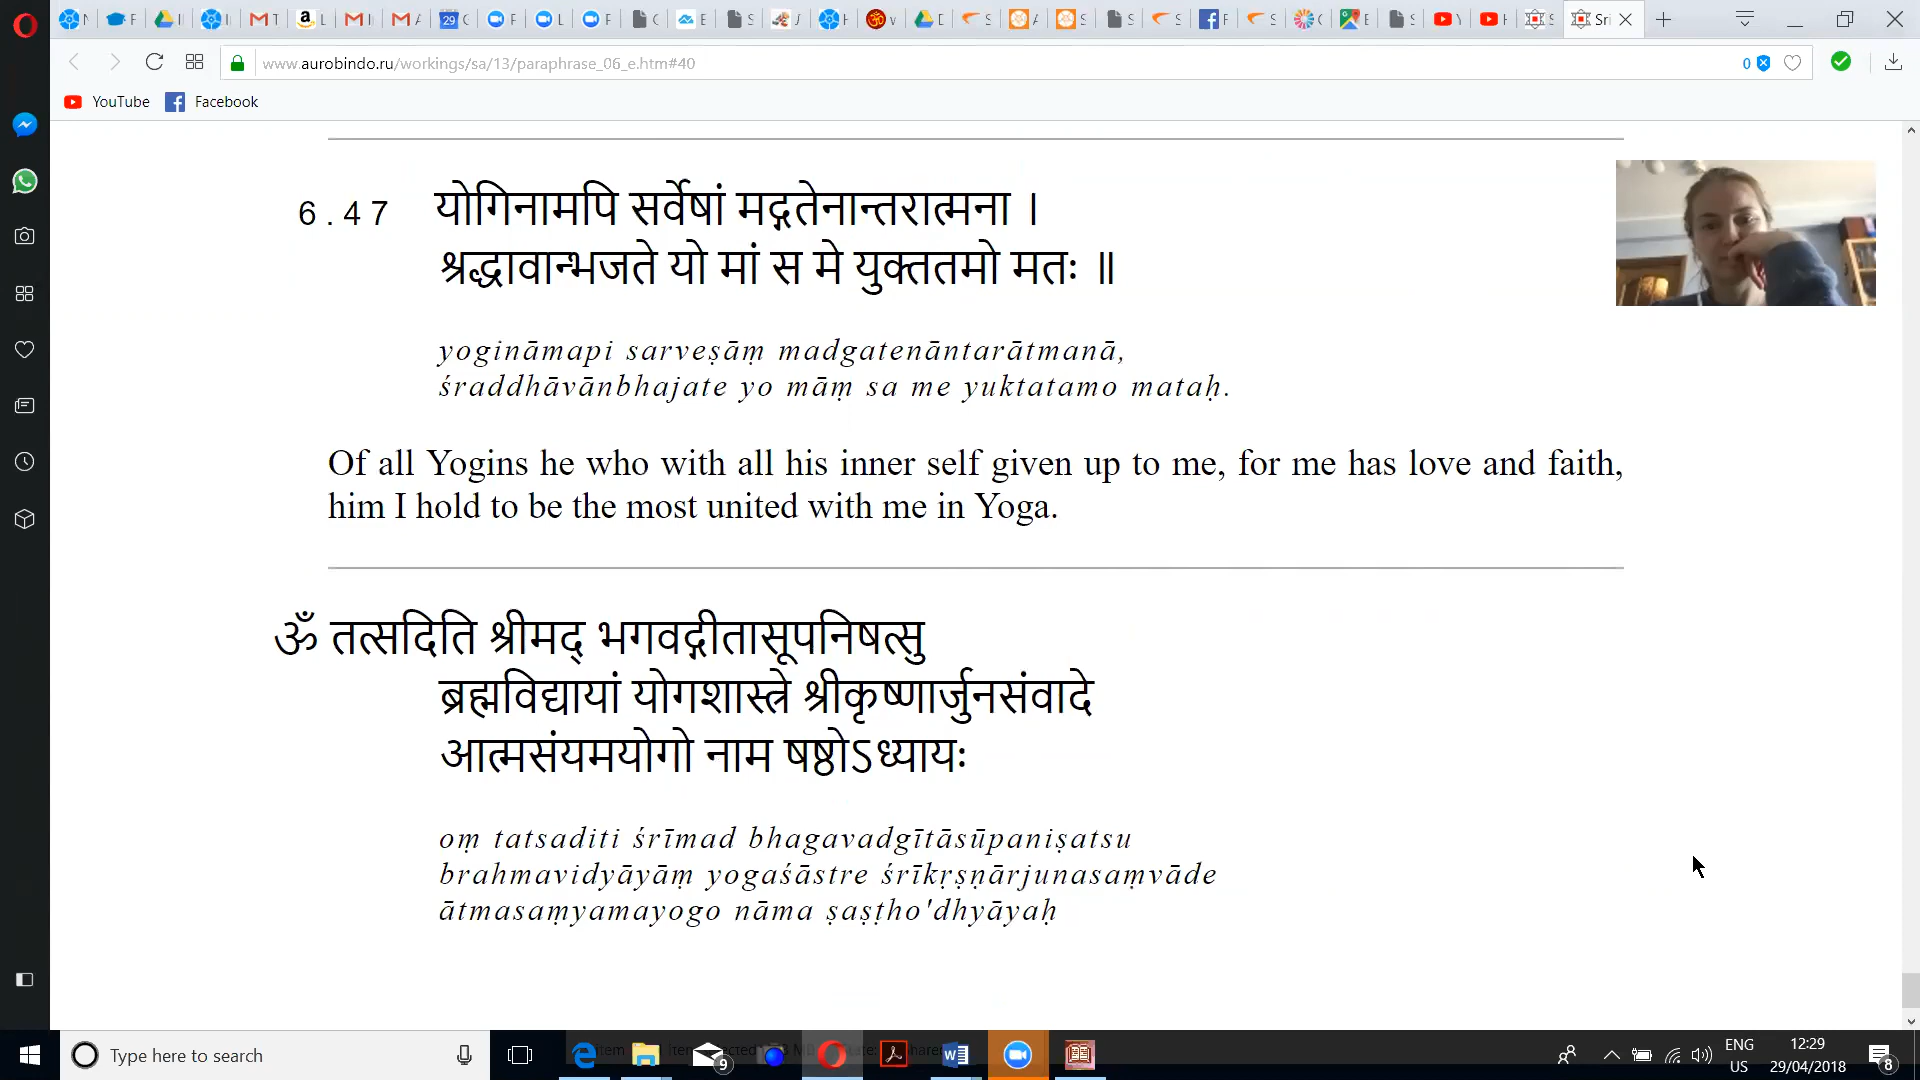 www.aurobindo.ru/workings/sa/13/paraphrase_06_e.htm#40
0
YouTube
Facebook
6.47
योगिनामपि सर्वेषां मद्गतेनान्तरात्मना ।
श्रद्धावान्भजते यो मां स मे युक्ततमो मतः ॥
yogināmapi sarveṣāṃ madgatenāntarātmanā,
śraddhāvānbhajate yo māṃ sa me yuktatamo mataḥ.
Of all Yogins he who with all his inner self given up to me, for me has love and faith,
him I hold to be the most united with me in Yoga.
ॐ तत्सदिति श्रीमद् भगवद्गीतासूपनिषत्सु
ब्रह्मविद्यायां योगशास्त्रे श्रीकृष्णार्जुनसंवादे
आत्मसंयमयोगो नाम षष्ठोऽध्यायः
oṃ tatsaditi śrīmad bhagavadgītāsūpaniṣatsu
brahmavidyāyāṃ yogaśāstre śrīkṛṣṇārjunasaṃvāde
ātmasaṃyamayogo nāma ṣaṣṭho'dhyāyaḥ
Type here to search
9
ENG
US
12:29
29/04/2018
8